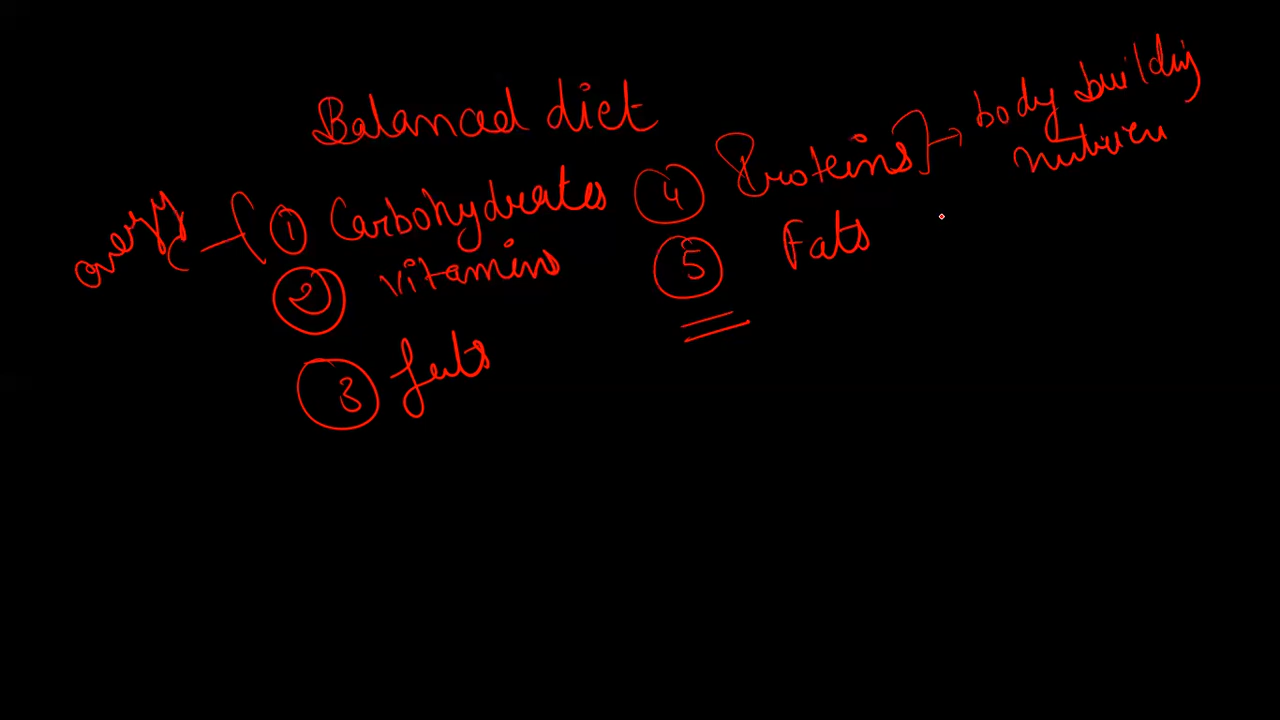 Balanced diet
energy
① Carbohydrates
② vitamins
③ fats
④ Proteins → body building
nutrien
⑤ Fats